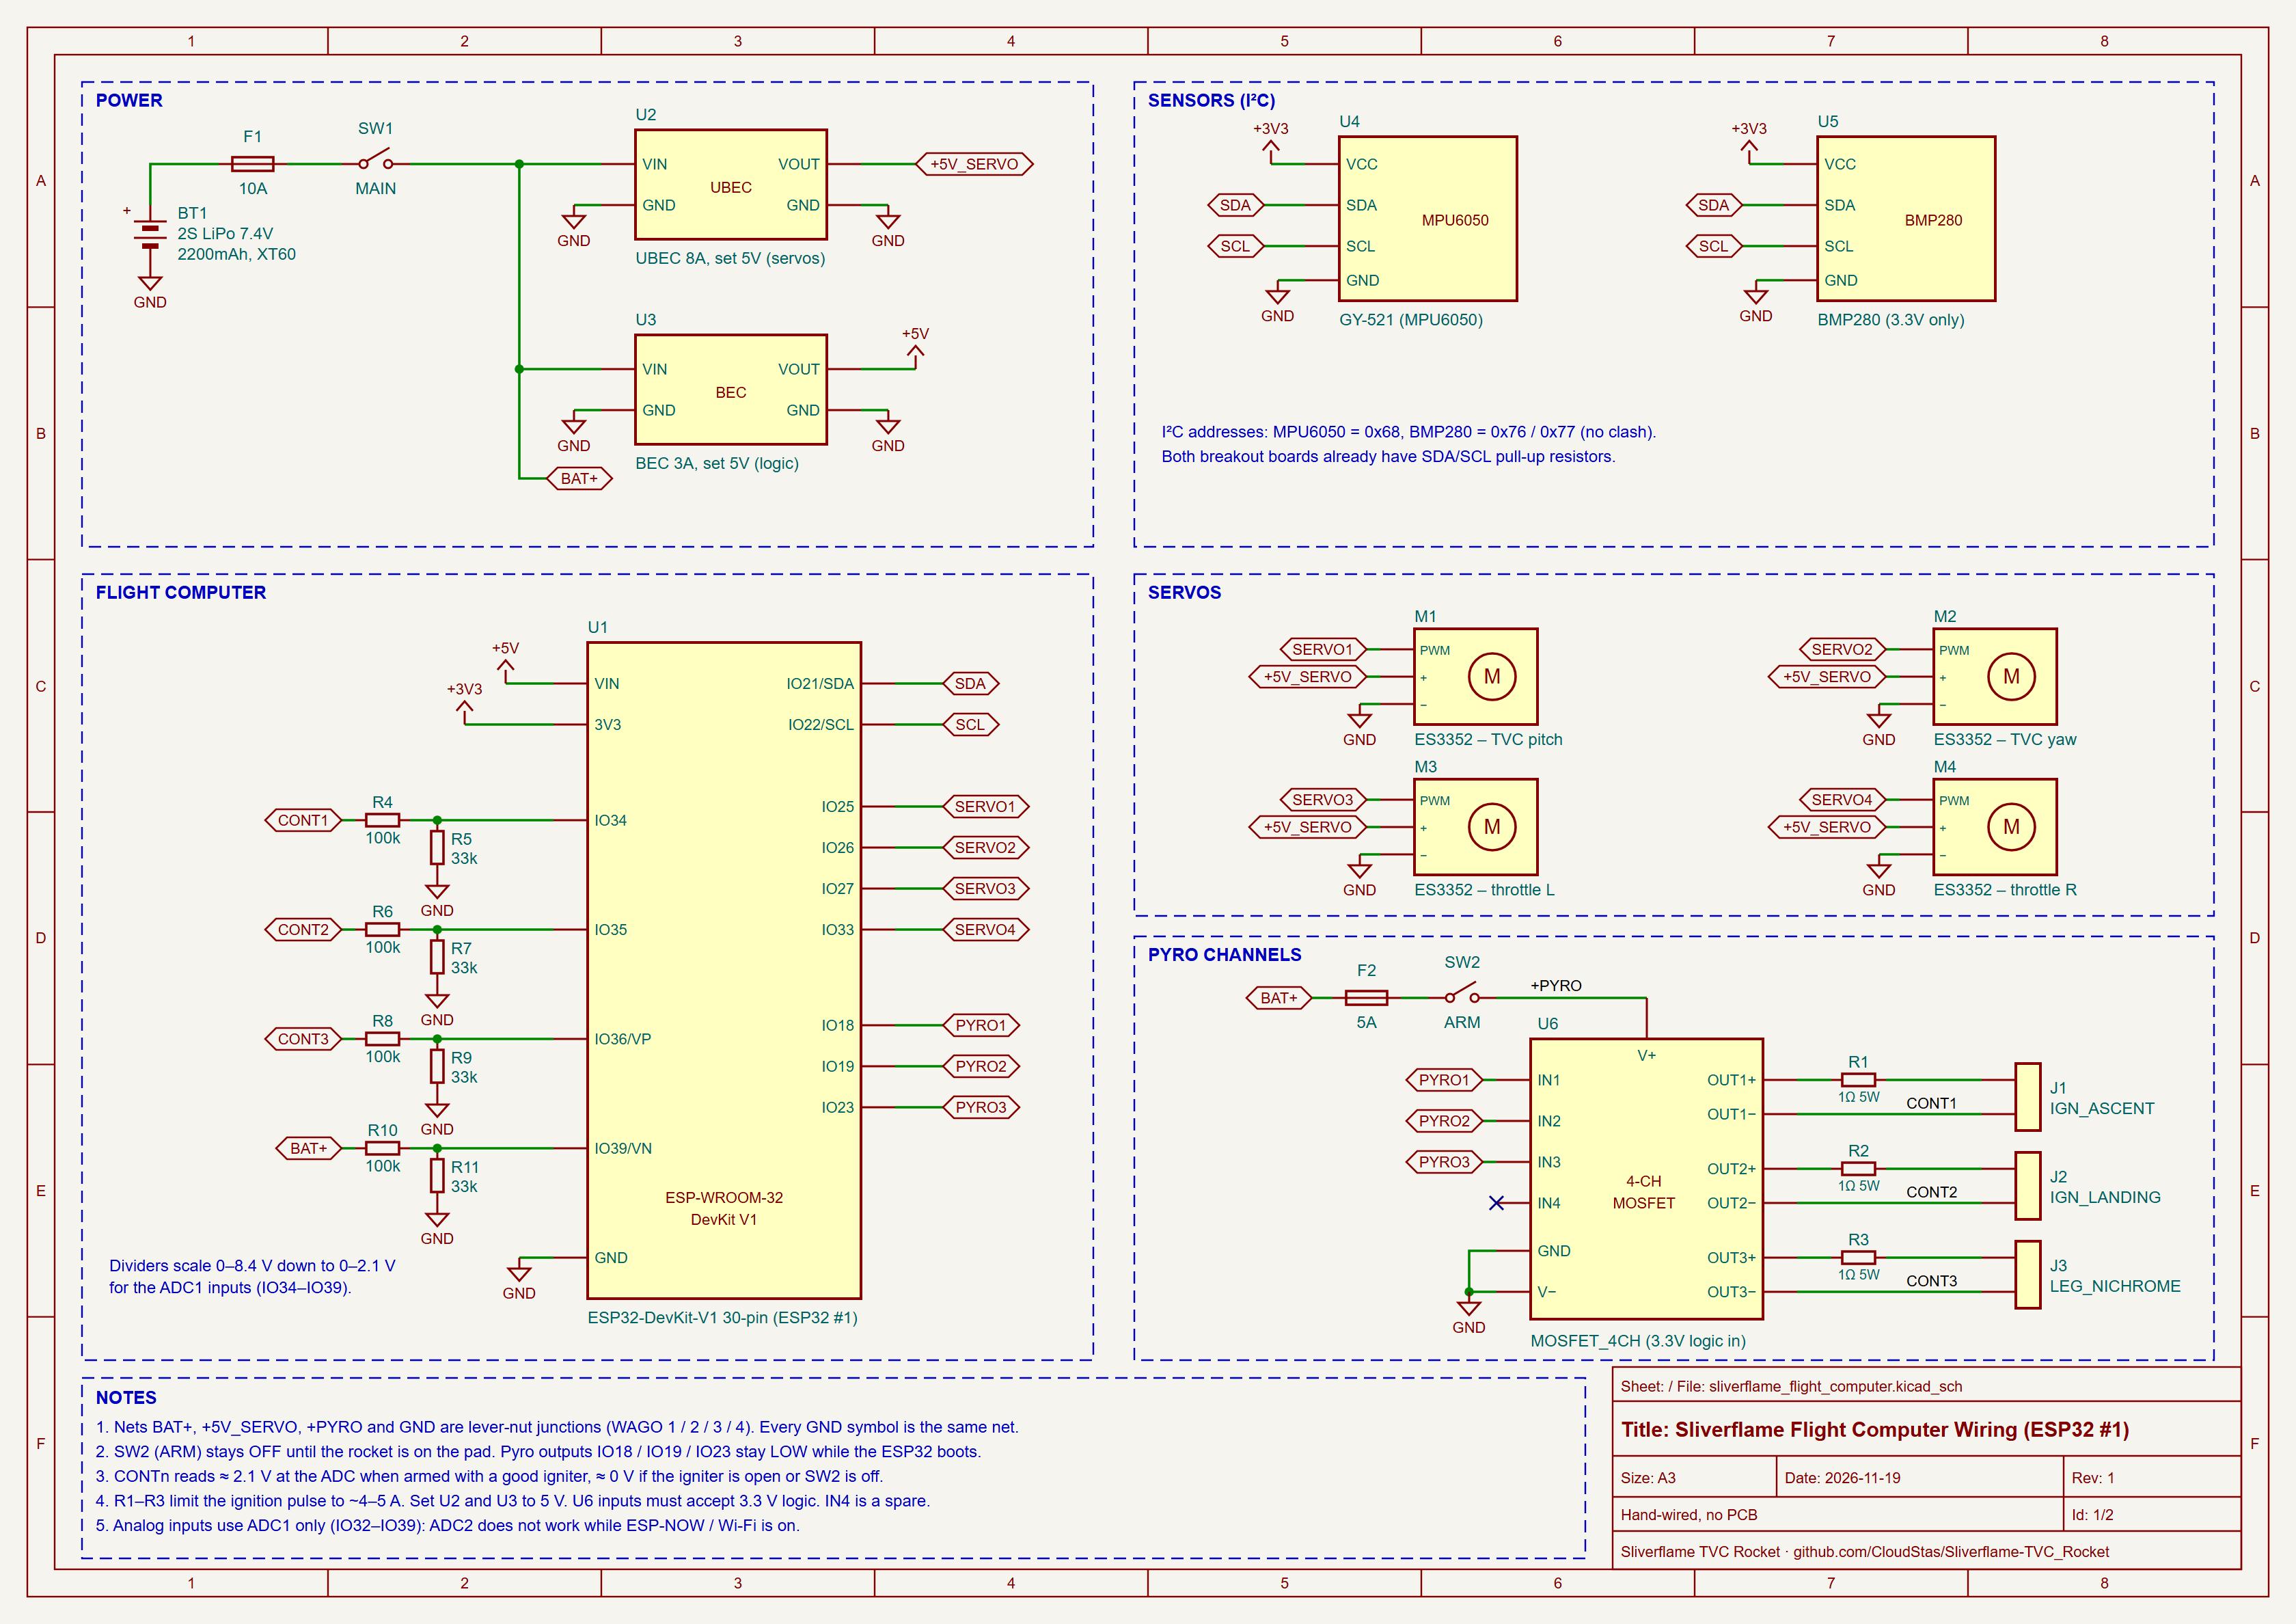 1 2 3 4 5 6 7 8
A
B
C
D
E
F
POWER
F1
10A
SW1
MAIN
+
BT1
2S LiPo 7.4V
2200mAh, XT60
GND
U2
VIN VOUT
UBEC
GND GND
UBEC 8A, set 5V (servos)
GND
GND
+5V_SERVO
U3
VIN VOUT
BEC
GND GND
BEC 3A, set 5V (logic)
GND
GND
+5V
BAT+
SENSORS (I²C)
+3V3
SDA
SCL
GND
U4
VCC
SDA
MPU6050
SCL
GND
GY-521 (MPU6050)
+3V3
SDA
SCL
GND
U5
VCC
SDA
BMP280
SCL
GND
BMP280 (3.3V only)
I²C addresses: MPU6050 = 0x68, BMP280 = 0x76 / 0x77 (no clash).
Both breakout boards already have SDA/SCL pull-up resistors.
FLIGHT COMPUTER
U1
+5V
+3V3
VIN IO21/SDA SDA
3V3 IO22/SCL SCL
IO25 SERVO1
CONT1 R4 100k R5 33k GND IO34
IO26 SERVO2
IO27 SERVO3
CONT2 R6 100k R7 33k GND IO35
IO33 SERVO4
CONT3 R8 100k R9 33k GND IO36/VP
IO18 PYRO1
IO19 PYRO2
IO23 PYRO3
BAT+ R10 100k R11 33k GND IO39/VN
ESP-WROOM-32
DevKit V1
GND
GND
ESP32-DevKit-V1 30-pin (ESP32 #1)
Dividers scale 0–8.4 V down to 0–2.1 V
for the ADC1 inputs (IO34–IO39).
SERVOS
M1
SERVO1 PWM
+5V_SERVO +
M
−
GND
ES3352 – TVC pitch
M2
SERVO2 PWM
+5V_SERVO +
M
−
GND
ES3352 – TVC yaw
M3
SERVO3 PWM
+5V_SERVO +
M
−
GND
ES3352 – throttle L
M4
SERVO4 PWM
+5V_SERVO +
M
−
GND
ES3352 – throttle R
PYRO CHANNELS
BAT+
F2
5A
SW2
ARM
+PYRO
U6
V+
PYRO1 IN1
PYRO2 IN2
PYRO3 IN3
IN4
GND
V−
GND
4-CH
MOSFET
MOSFET_4CH (3.3V logic in)
OUT1+ R1
1Ω 5W
OUT1− CONT1
J1
IGN_ASCENT
OUT2+ R2
1Ω 5W
OUT2− CONT2
J2
IGN_LANDING
OUT3+ R3
1Ω 5W
OUT3− CONT3
J3
LEG_NICHROME
NOTES
1. Nets BAT+, +5V_SERVO, +PYRO and GND are lever-nut junctions (WAGO 1 / 2 / 3 / 4). Every GND symbol is the same net.
2. SW2 (ARM) stays OFF until the rocket is on the pad. Pyro outputs IO18 / IO19 / IO23 stay LOW while the ESP32 boots.
3. CONTn reads ≈ 2.1 V at the ADC when armed with a good igniter, ≈ 0 V if the igniter is open or SW2 is off.
4. R1–R3 limit the ignition pulse to ~4–5 A. Set U2 and U3 to 5 V. U6 inputs must accept 3.3 V logic. IN4 is a spare.
5. Analog inputs use ADC1 only (IO32–IO39): ADC2 does not work while ESP-NOW / Wi-Fi is on.
Sheet: / File: sliverflame_flight_computer.kicad_sch
Title: Sliverflame Flight Computer Wiring (ESP32 #1)
Size: A3 Date: 2026-11-19 Rev: 1
Hand-wired, no PCB Id: 1/2
Sliverflame TVC Rocket · github.com/CloudStas/Sliverflame-TVC_Rocket
A
B
C
D
E
F
1 2 3 4 5 6 7 8